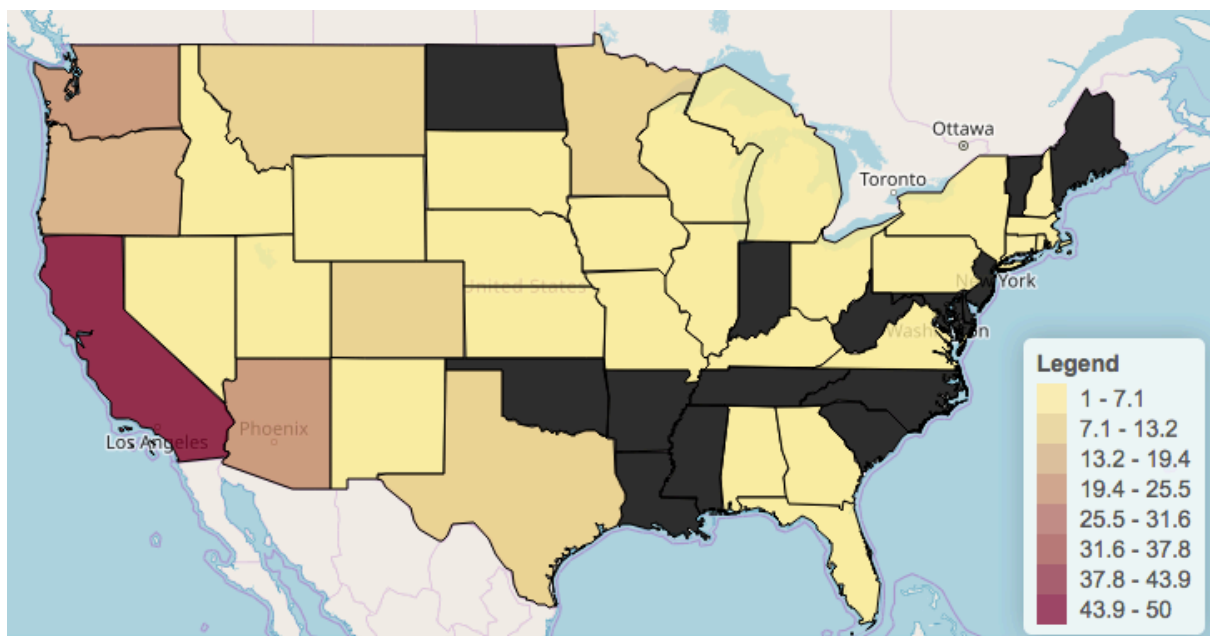 Ottawa
Toronto
United States
New York
Washington
Los Angeles
Phoenix
Legend
1 - 7.1
7.1 - 13.2
13.2 - 19.4
19.4 - 25.5
25.5 - 31.6
31.6 - 37.8
37.8 - 43.9
43.9 - 50